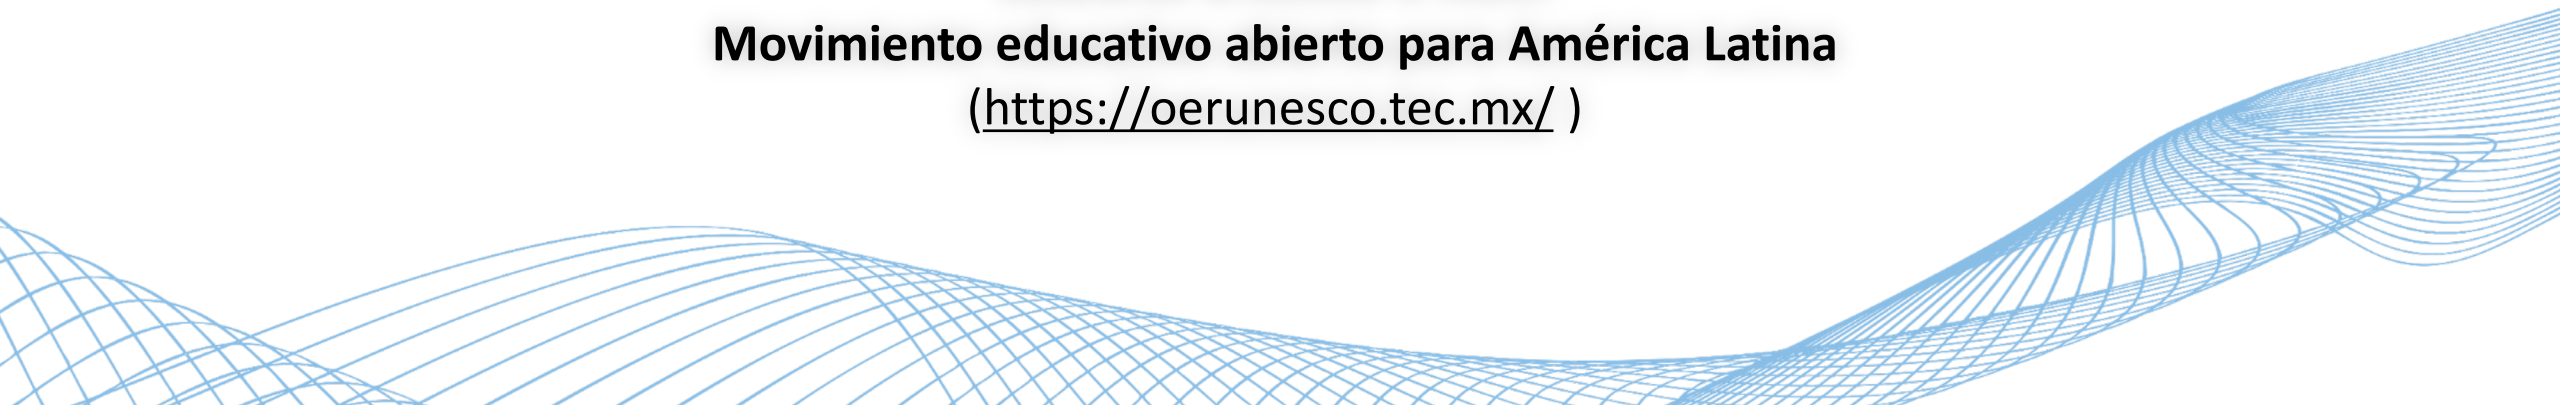 Movimiento educativo abierto para América Latina
(https://oerunesco.tec.mx/ )